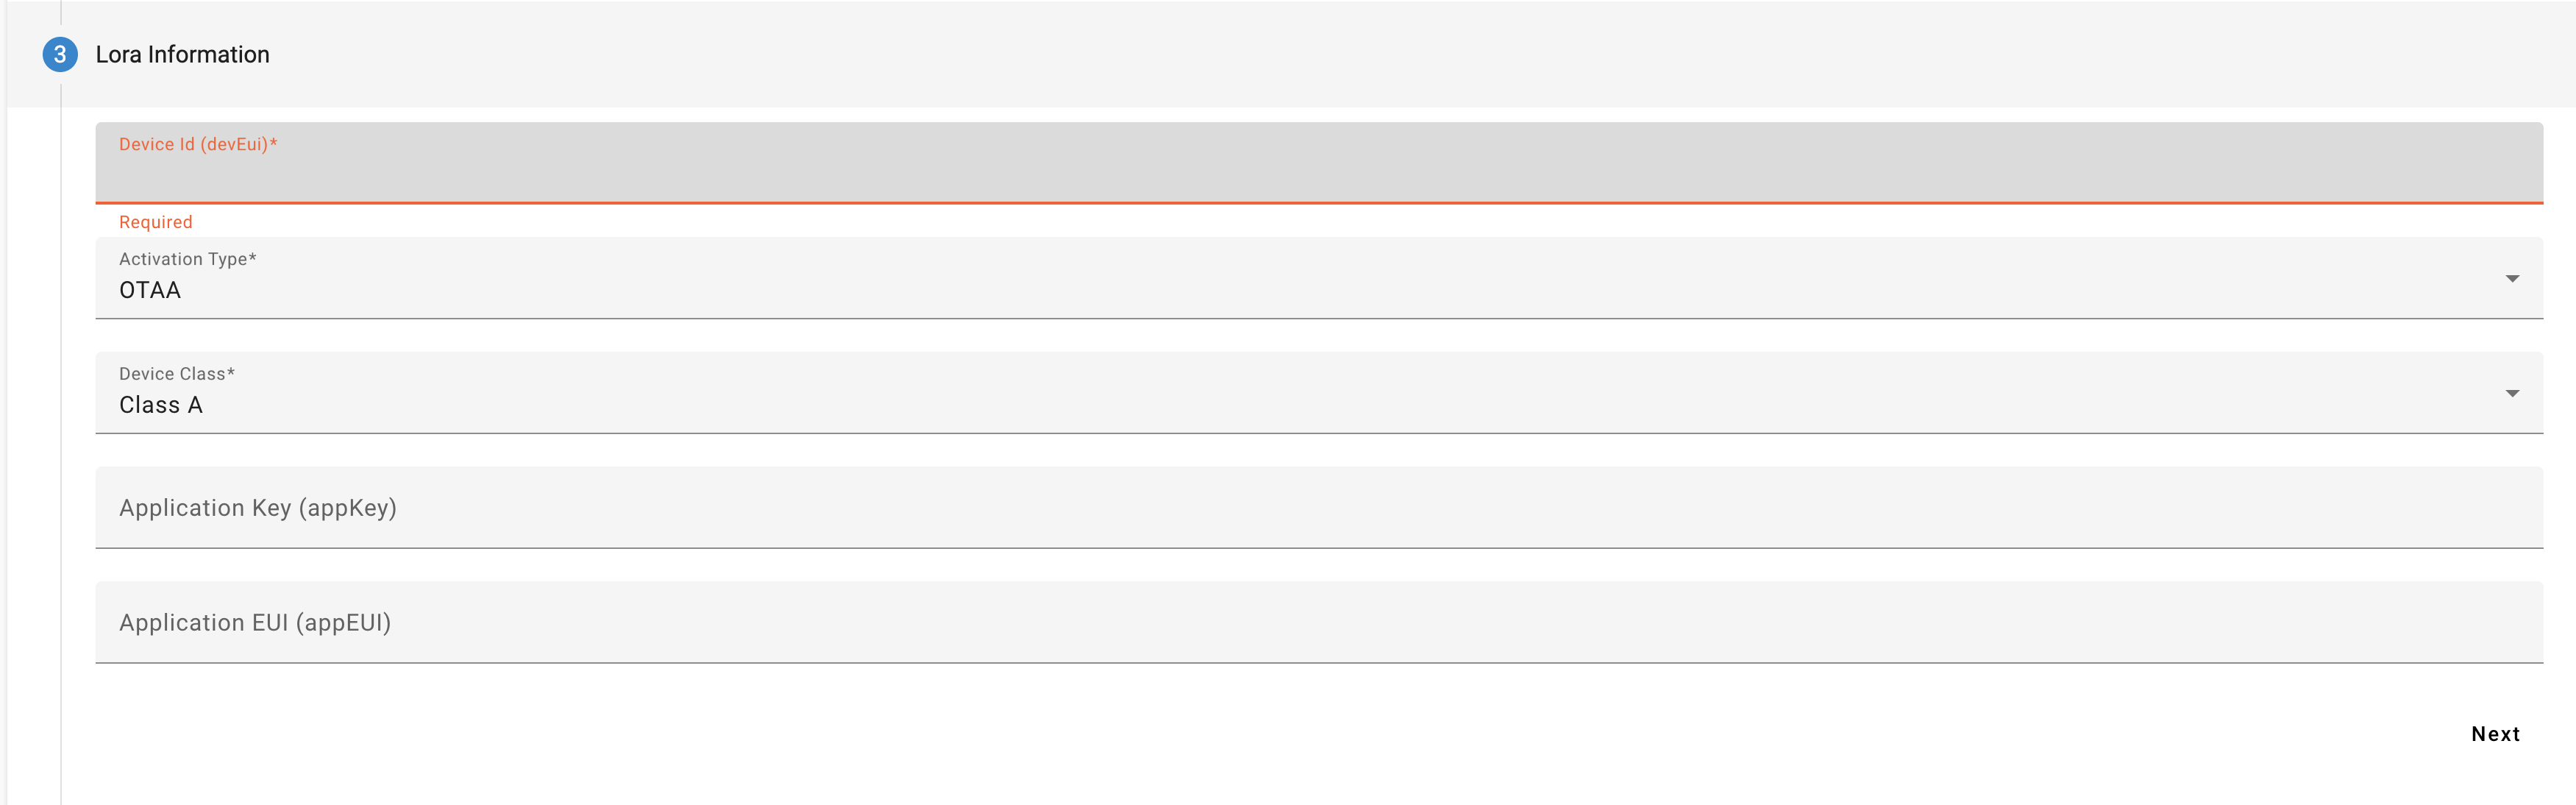 3 Lora Information
Device Id (devEui)*
Required
Activation Type*
OTAA
Device Class*
Class A
Application Key (appKey)
Application EUI (appEUI)
Next